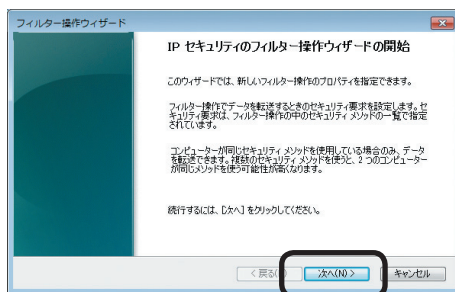 フィルター操作ウィザード
IP セキュリティのフィルター操作ウィザードの開始
このウィザードでは、新しいフィルター操作のプロパティを指定できます。
フィルター操作でデータを転送するときのセキュリティ要求を設定します。セ
キュリティ要求は、フィルター操作の中のセキュリティ メソッドの一覧で指定
されています。
コンピューターが同じセキュリティ メソッドを使用している場合のみ、データ
を転送できます。複数のセキュリティ メソッドを使うと、2 つのコンピューター
が同じメソッドを使う可能性が高くなります。
続行するには、[次へ] をクリックしてください。
< 戻る( 次へ(N) > キャンセル